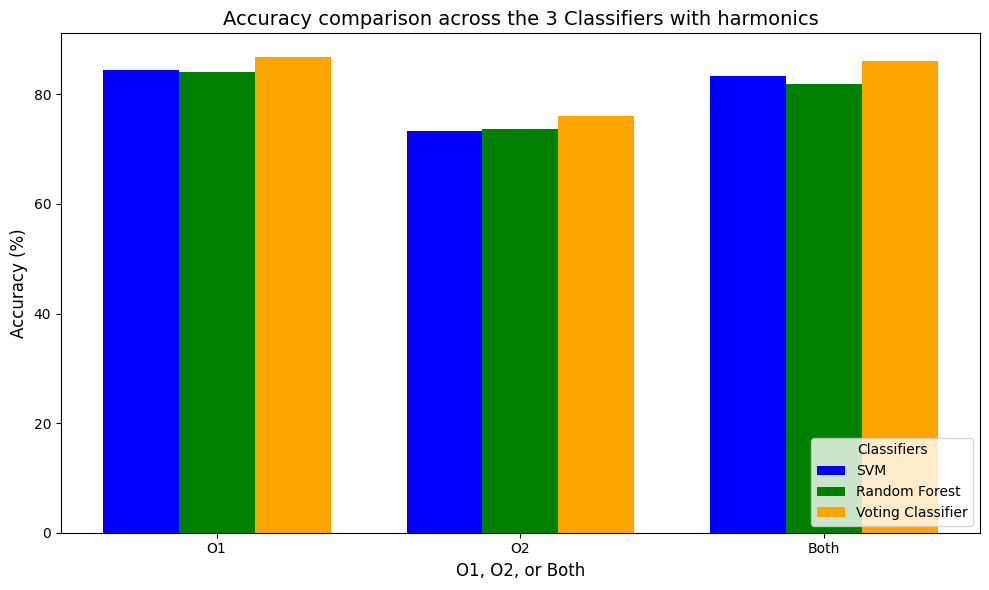 Accuracy comparison across the 3 Classifiers with harmonics
Accuracy (%)
80
60
40
20
0
O1
O2
Both
O1, O2, or Both
Classifiers
SVM
Random Forest
Voting Classifier